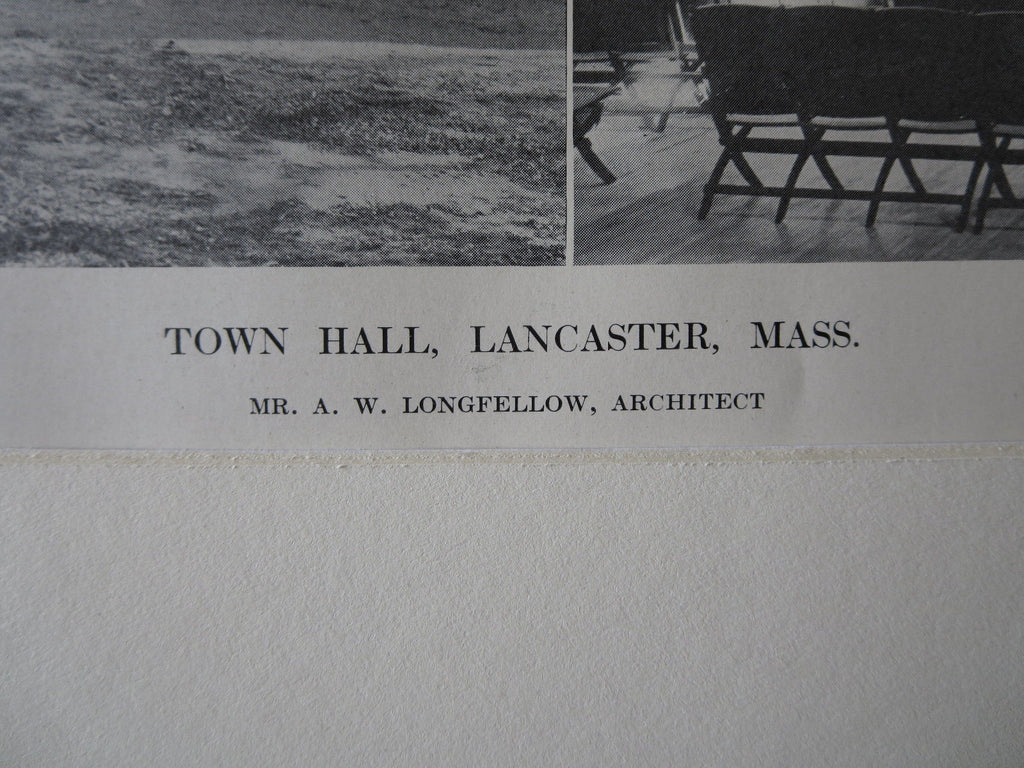 TOWN HALL, LANCASTER, MASS.
MR. A. W. LONGFELLOW, ARCHITECT